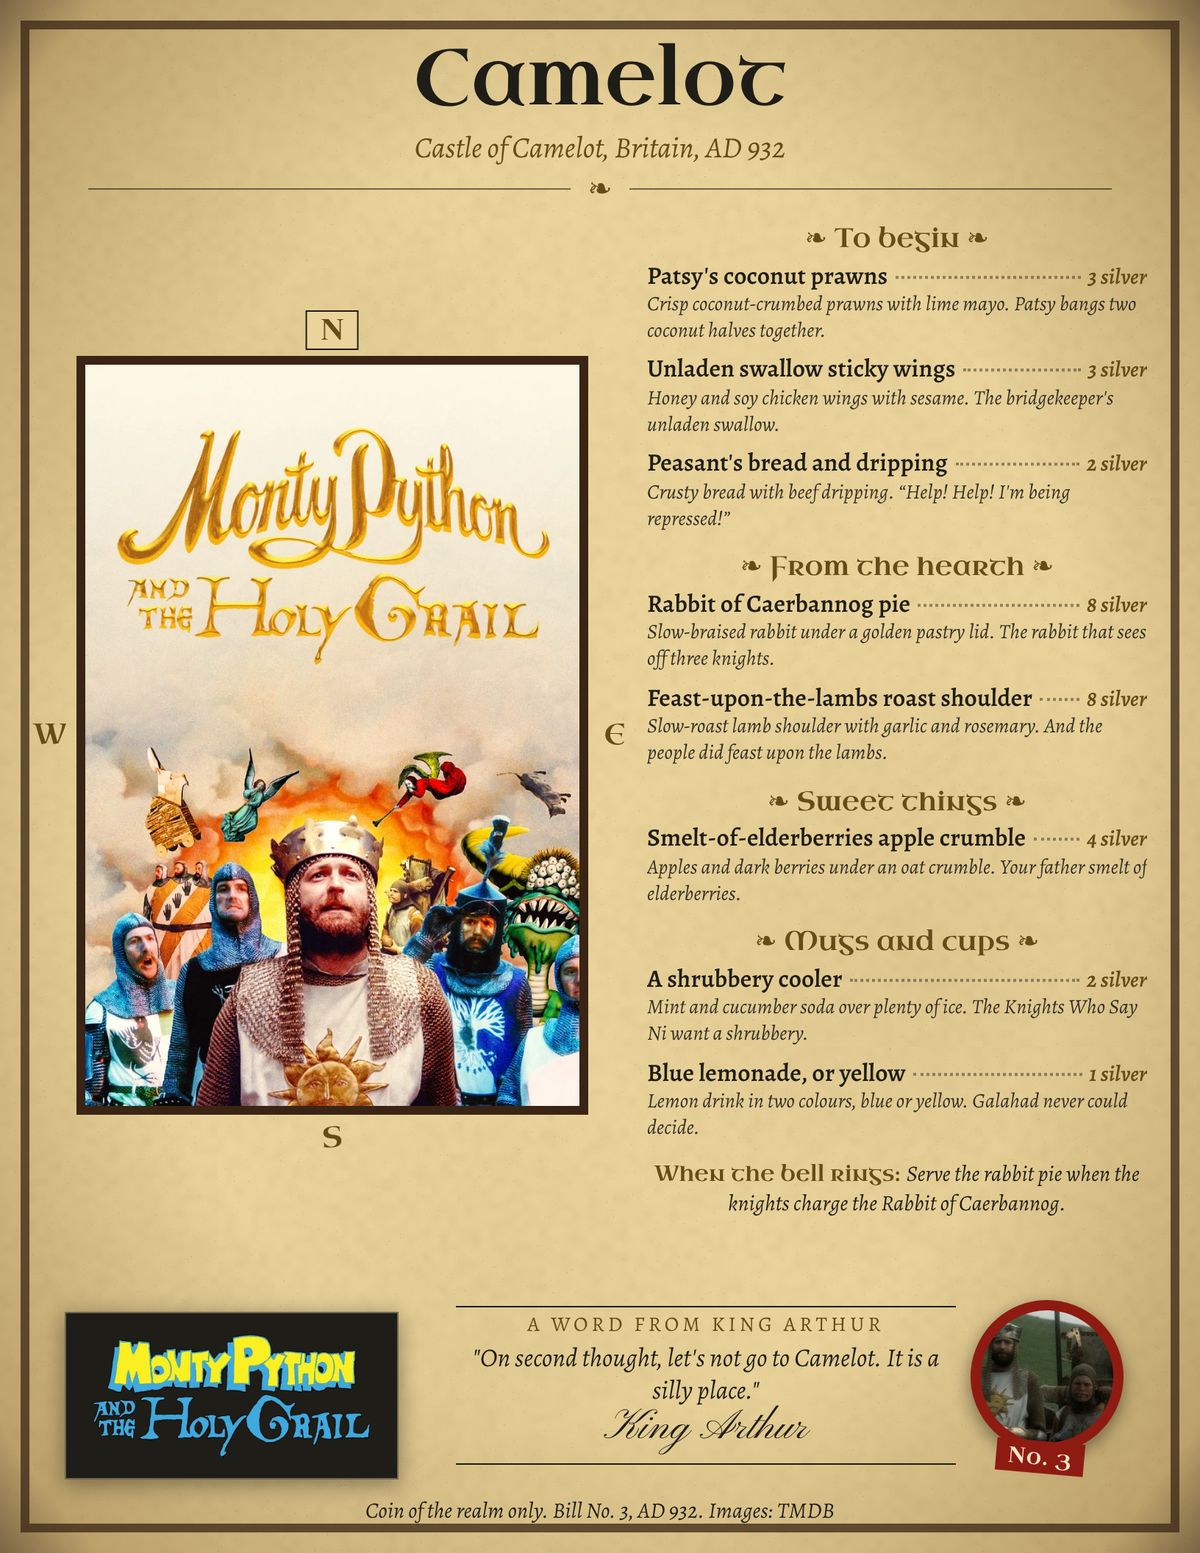 Camelot
Castle of Camelot, Britain, AD 932
N
Monty Python
AND THE HOLY GRAIL
W
E
S
To begin
Patsy's coconut prawns 3 silver
Crisp coconut-crumbed prawns with lime mayo. Patsy bangs two
coconut halves together.
Unladen swallow sticky wings 3 silver
Honey and soy chicken wings with sesame. The bridgekeeper's
unladen swallow.
Peasant's bread and dripping 2 silver
Crusty bread with beef dripping. “Help! Help! I'm being
repressed!”
From the hearth
Rabbit of Caerbannog pie 8 silver
Slow-braised rabbit under a golden pastry lid. The rabbit that sees
off three knights.
Feast-upon-the-lambs roast shoulder 8 silver
Slow-roast lamb shoulder with garlic and rosemary. And the
people did feast upon the lambs.
Sweet things
Smelt-of-elderberries apple crumble 4 silver
Apples and dark berries under an oat crumble. Your father smelt of
elderberries.
Mugs and cups
A shrubbery cooler 2 silver
Mint and cucumber soda over plenty of ice. The Knights Who Say
Ni want a shrubbery.
Blue lemonade, or yellow 1 silver
Lemon drink in two colours, blue or yellow. Galahad never could
decide.
When the bell rings: Serve the rabbit pie when the
knights charge the Rabbit of Caerbannog.
MONTY PYTHON
AND THE HOLY GRAIL
A WORD FROM KING ARTHUR
"On second thought, let's not go to Camelot. It is a
silly place."
King Arthur
No. 3
Coin of the realm only. Bill No. 3, AD 932. Images: TMDB